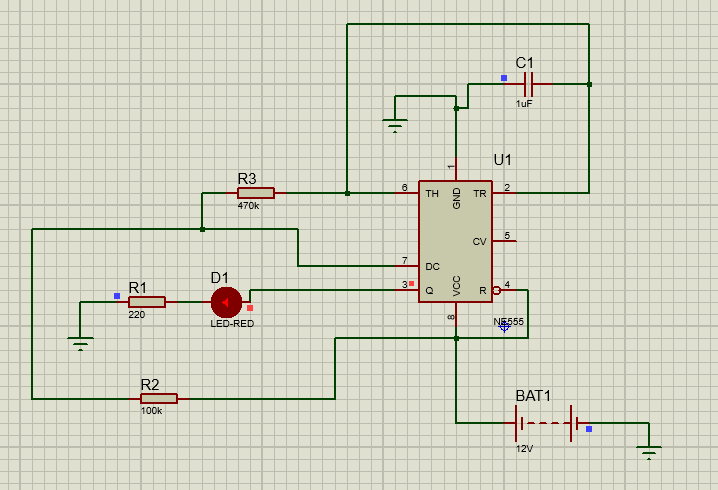 C1
1uF
U1
1
R3
470k
6
TH
GND
TR
2
CV
5
7
DC
R1
220
D1
LED-RED
3
Q
VCC
R
4
8
NE555
R2
100k
BAT1
12V